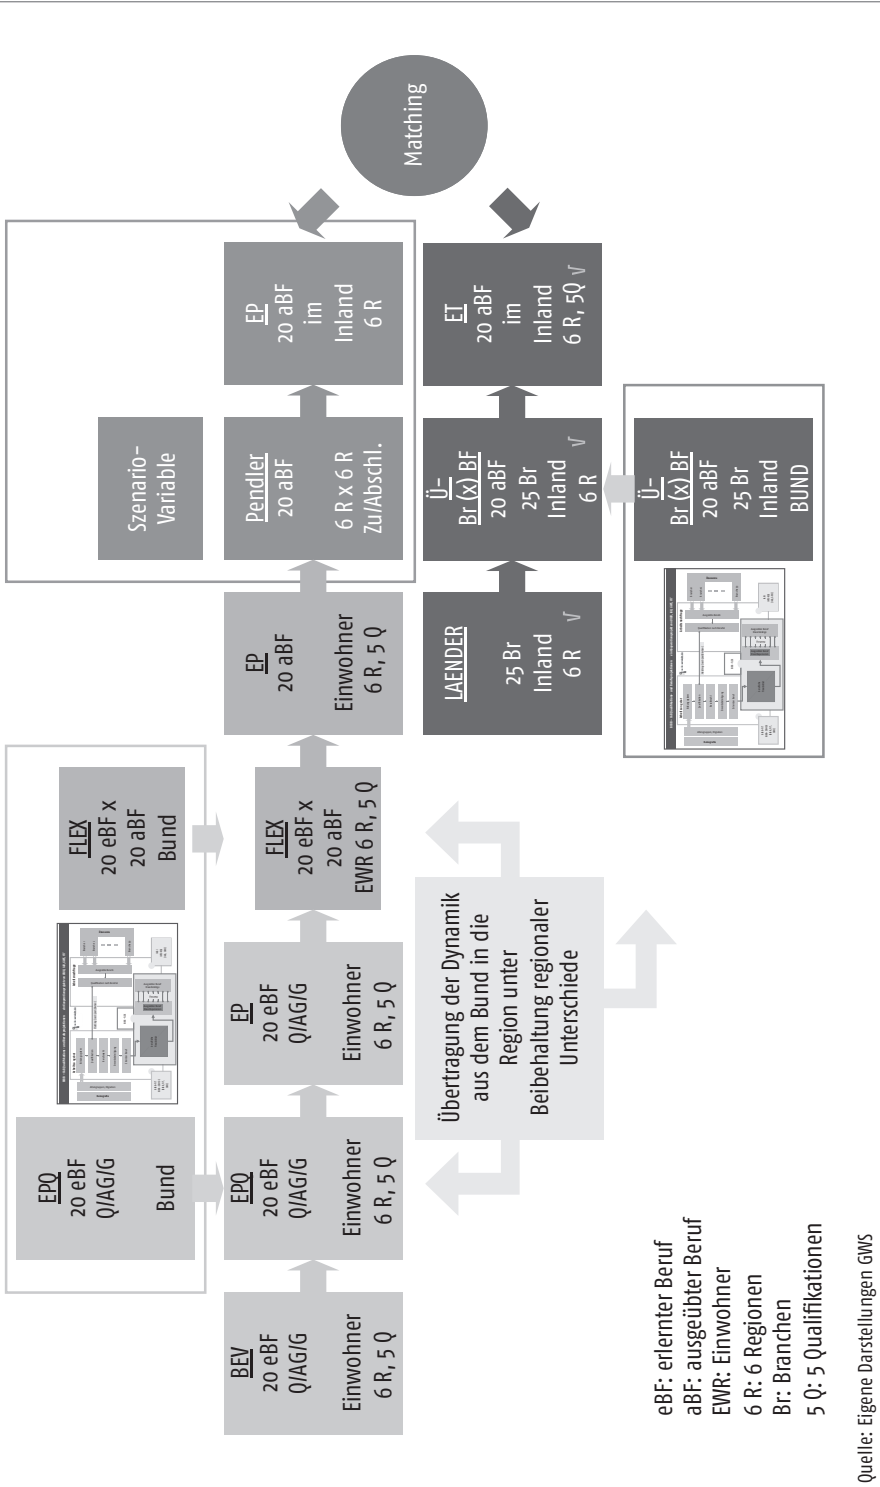 EPQ
20 eBF
Q/AG/G
Bund
FLEX
20 eBF x
20 aBF
Bund
Szenario-
Variable
Matching
BEV
20 eBF
Q/AG/G
Einwohner
6 R, 5 Q
EPQ
20 eBF
Q/AG/G
Einwohner
6 R, 5 Q
EP
20 eBF
Q/AG/G
Einwohner
6 R, 5 Q
FLEX
20 eBF x
20 aBF
EWR 6 R, 5 Q
EP
20 aBF
Einwohner
6 R, 5 Q
Pendler
20 aBF
6 R x 6 R
Zu/Abschl.
EP
20 aBF
im
Inland
6 R
Übertragung der Dynamik
aus dem Bund in die
Region unter
Beibehaltung regionaler
Unterschiede
LAENDER
25 Br
Inland
6 R √
Ü-
Br (x) BF
20 aBF
25 Br
Inland
6 R √
ET
20 aBF
im
Inland
6 R, 5Q √
Ü-
Br (x) BF
20 aBF
25 Br
Inland
BUND
eBF: erlernter Beruf
aBF: ausgeübter Beruf
EWR: Einwohner
6 R: 6 Regionen
Br: Branchen
5 Q: 5 Qualifikationen
Quelle: Eigene Darstellungen GWS